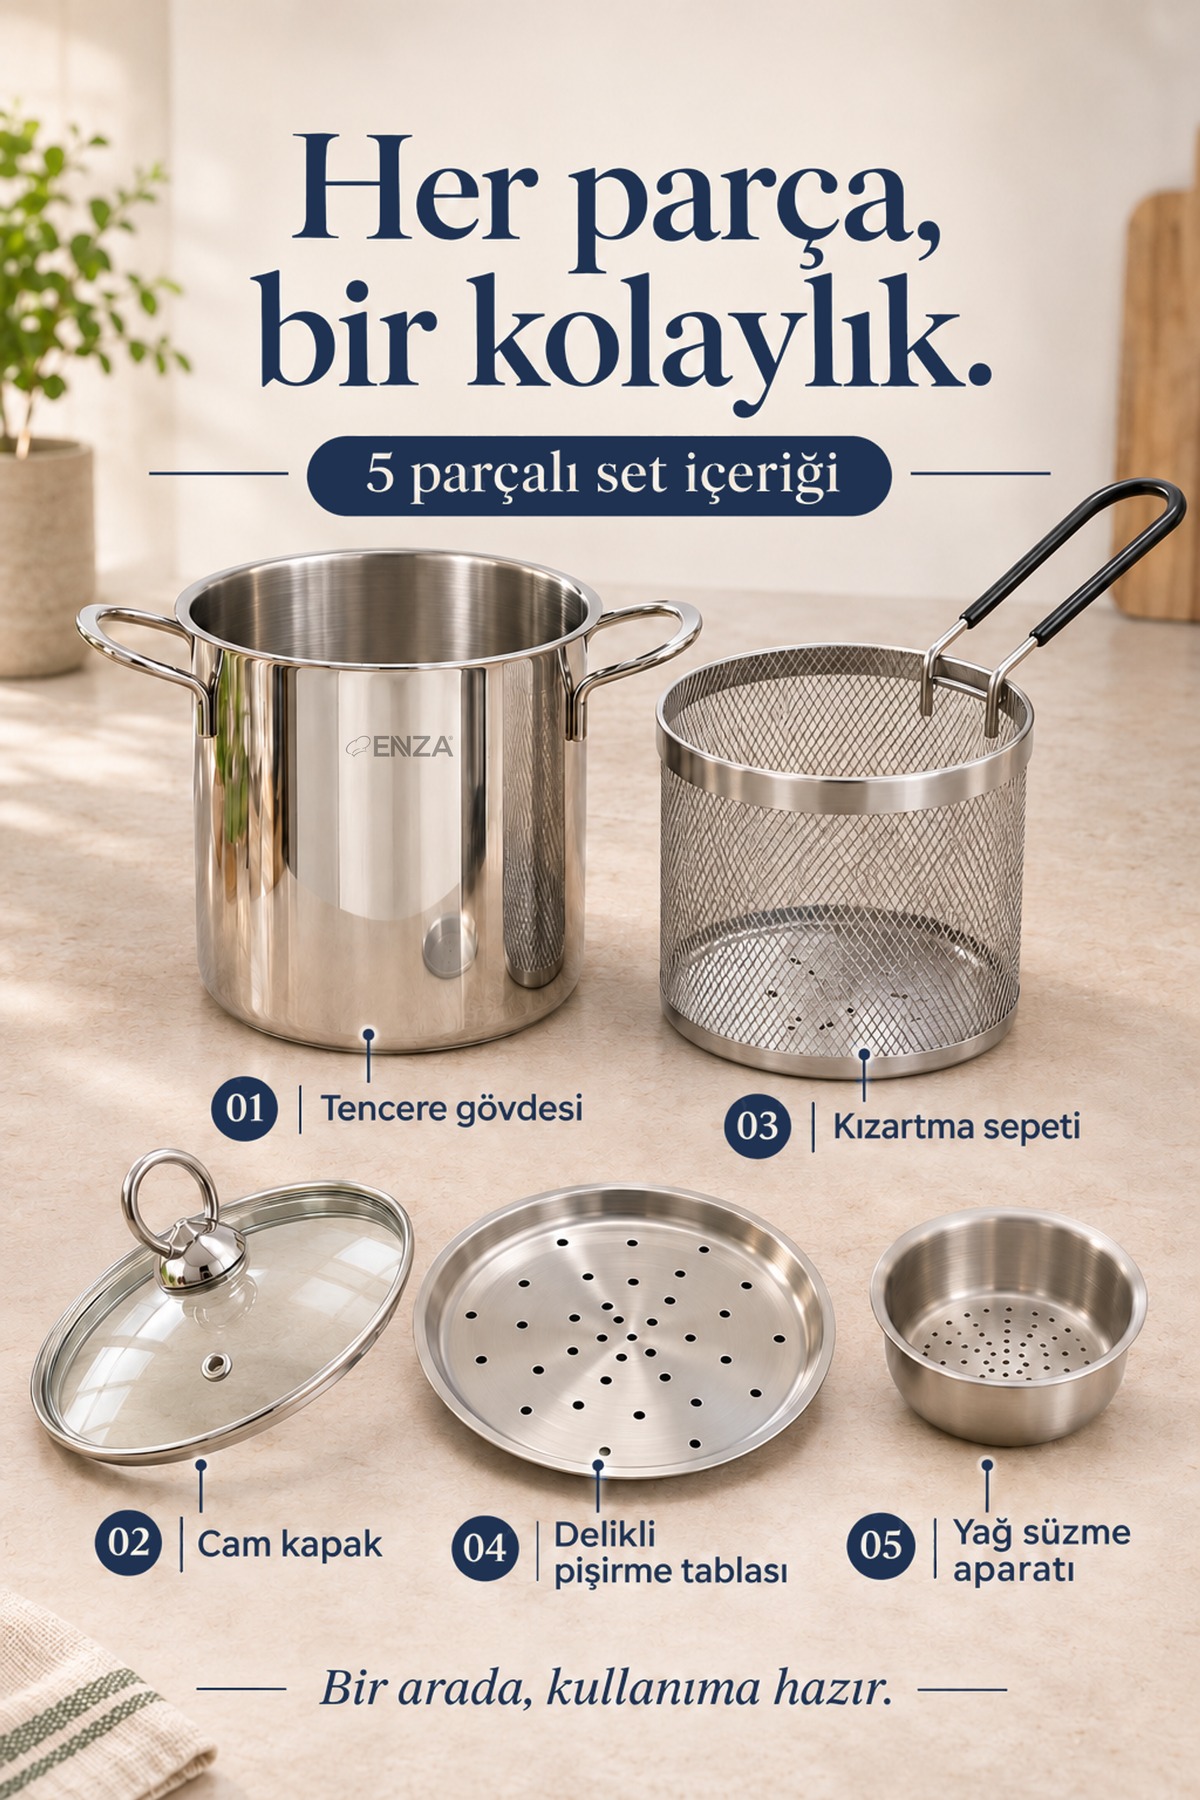 Her parça,
bir kolaylık.
5 parçalı set içeriği
ENZA
01 Tencere gövdesi
03 Kızartma sepeti
02 Cam kapak
04 Delikli
pişirme tablası
05 Yağ süzme
aparatı
Bir arada, kullanıma hazır.